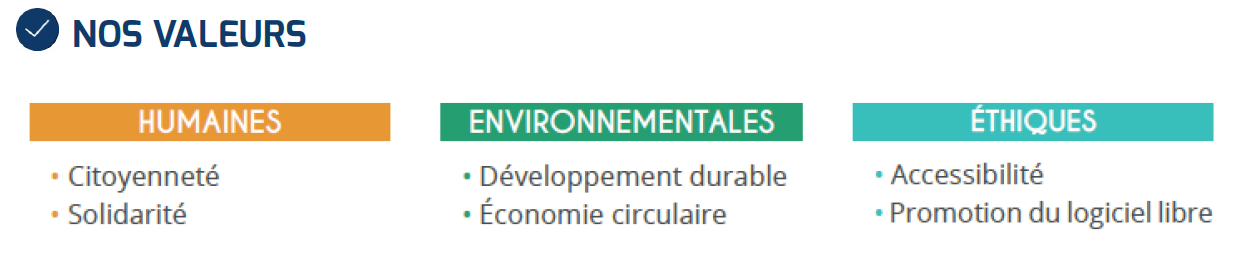 NOS VALEURS
HUMAINES
• Citoyenneté
• Solidarité
ENVIRONNEMENTALES
• Développement durable
• Économie circulaire
ÉTHIQUES
• Accessibilité
• Promotion du logiciel libre